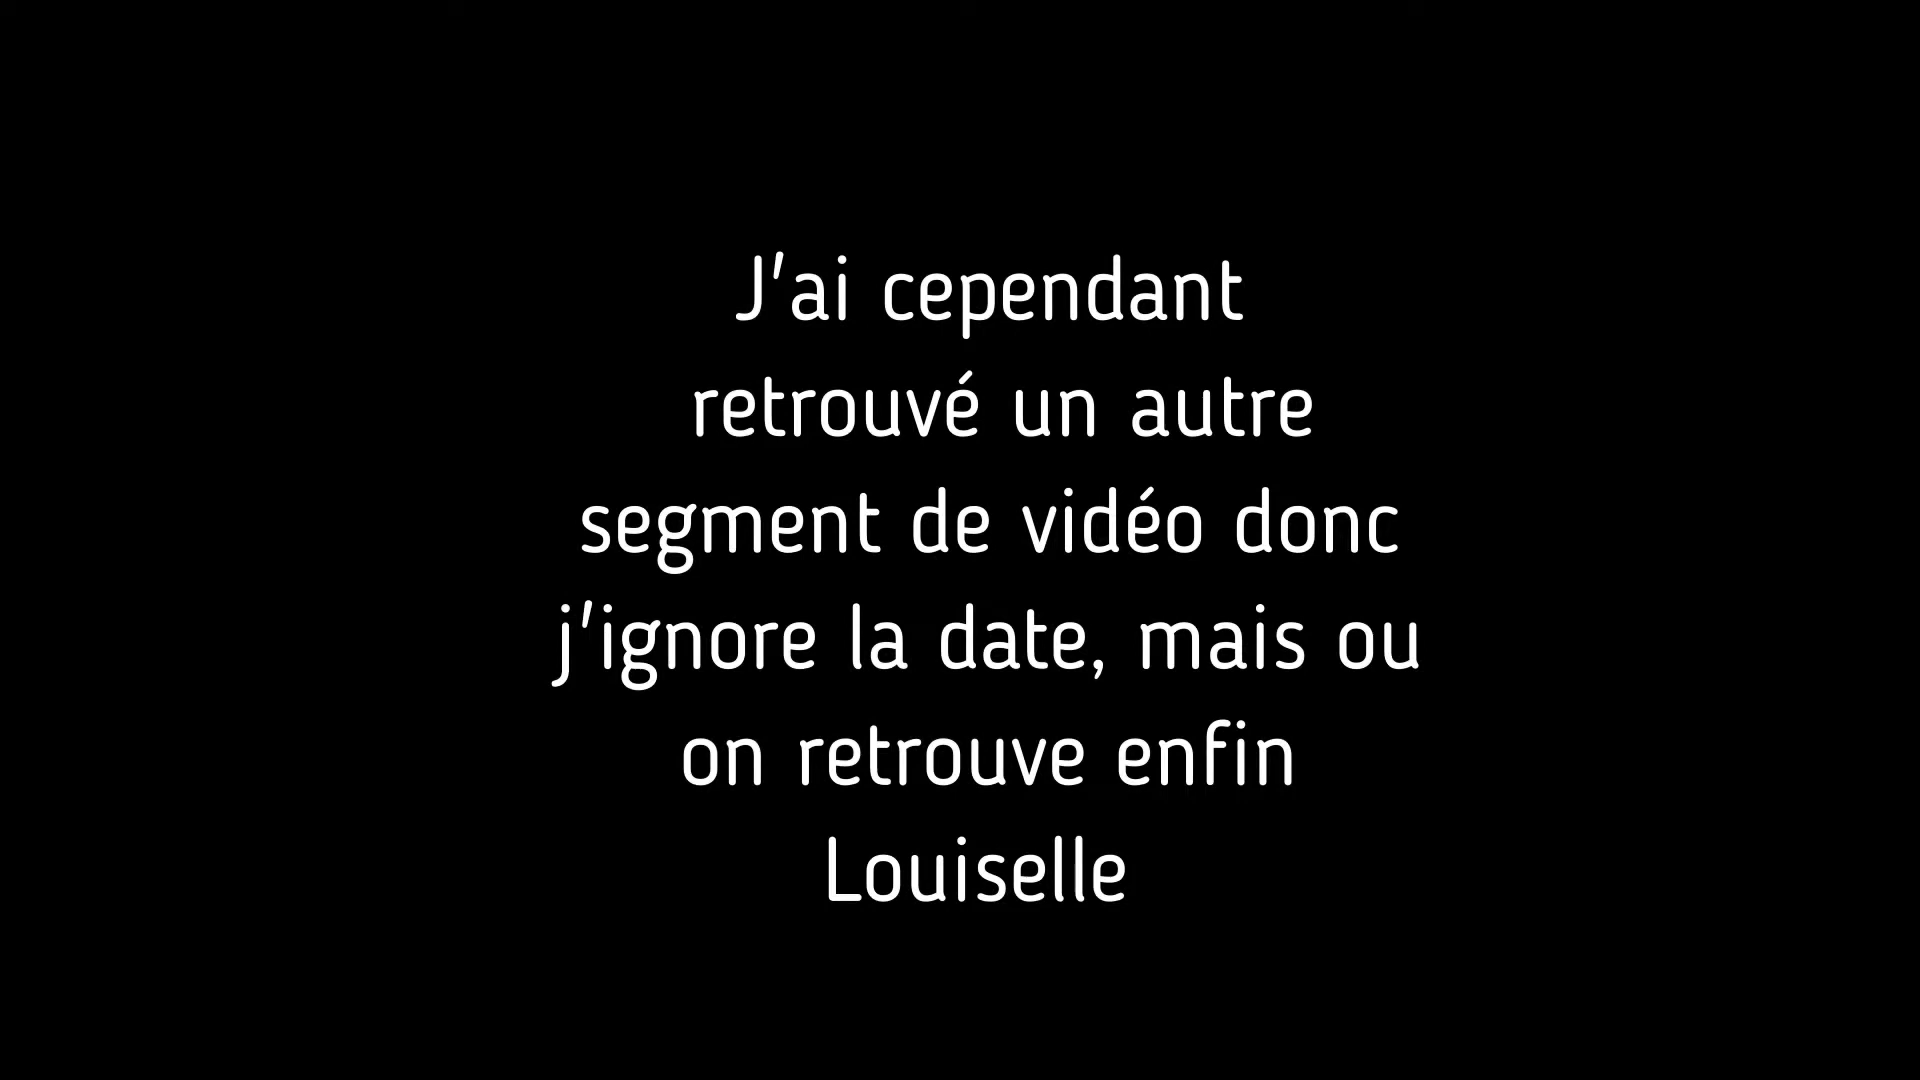 J'ai cependant
retrouvé un autre
segment de vidéo donc
j'ignore la date, mais ou
on retrouve enfin
Louiselle